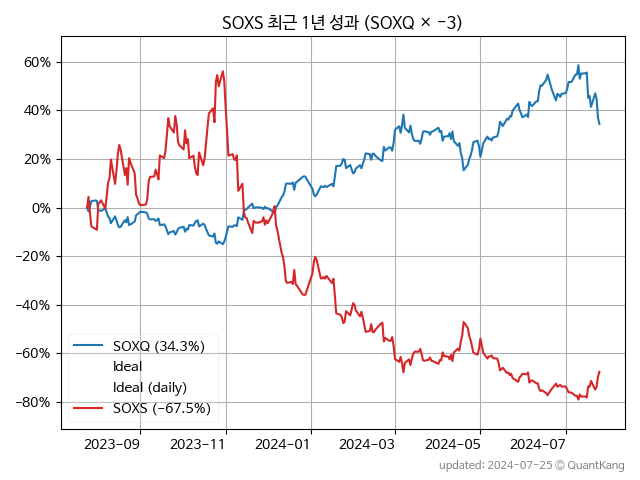 SOXS 최근 1년 성과 (SOXQ × −3)
60%
40%
20%
0%
−20%
−40%
−60%
−80%
SOXQ (34.3%)
Ideal
Ideal (daily)
SOXS (−67.5%)
2023-09 2023-11 2024-01 2024-03 2024-05 2024-07
updated: 2024-07-25 © QuantKang